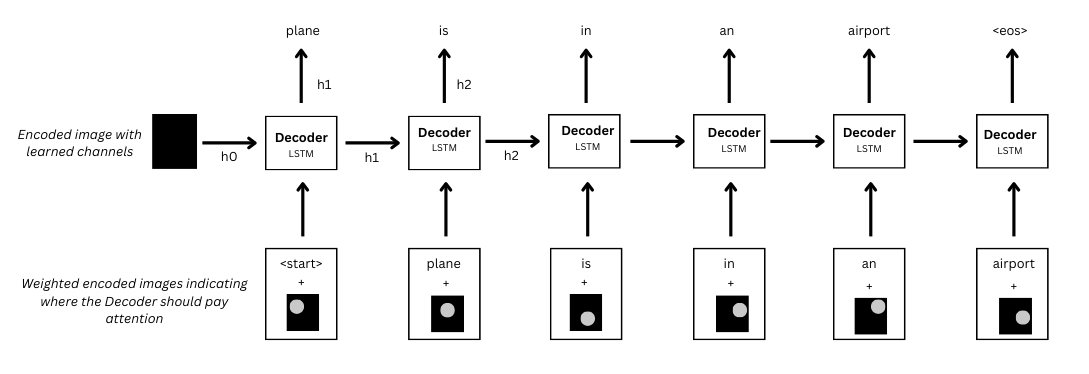 plane
is
in
an
airport
<eos>
h1
h2
Encoded image with
learned channels
h0
Decoder
LSTM
h1
Decoder
LSTM
h2
Decoder
LSTM
Decoder
LSTM
Decoder
LSTM
Decoder
LSTM
Weighted encoded images indicating
where the Decoder should pay
attention
<start>
+
plane
+
is
+
in
+
an
+
airport
+